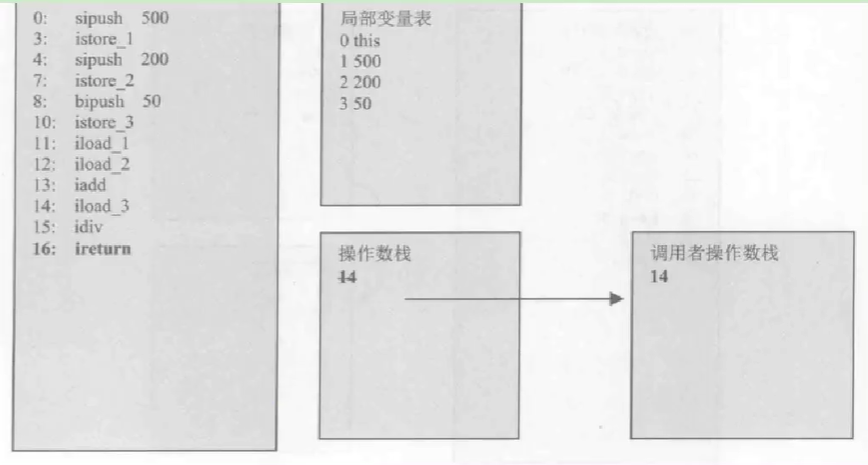 0: sipush 500
3: istore_1
4: sipush 200
7: istore_2
8: bipush 50
10: istore_3
11: iload_1
12: iload_2
13: iadd
14: iload_3
15: idiv
16: ireturn
局部变量表
0 this
1 500
2 200
3 50
操作数栈
14
调用者操作数栈
14